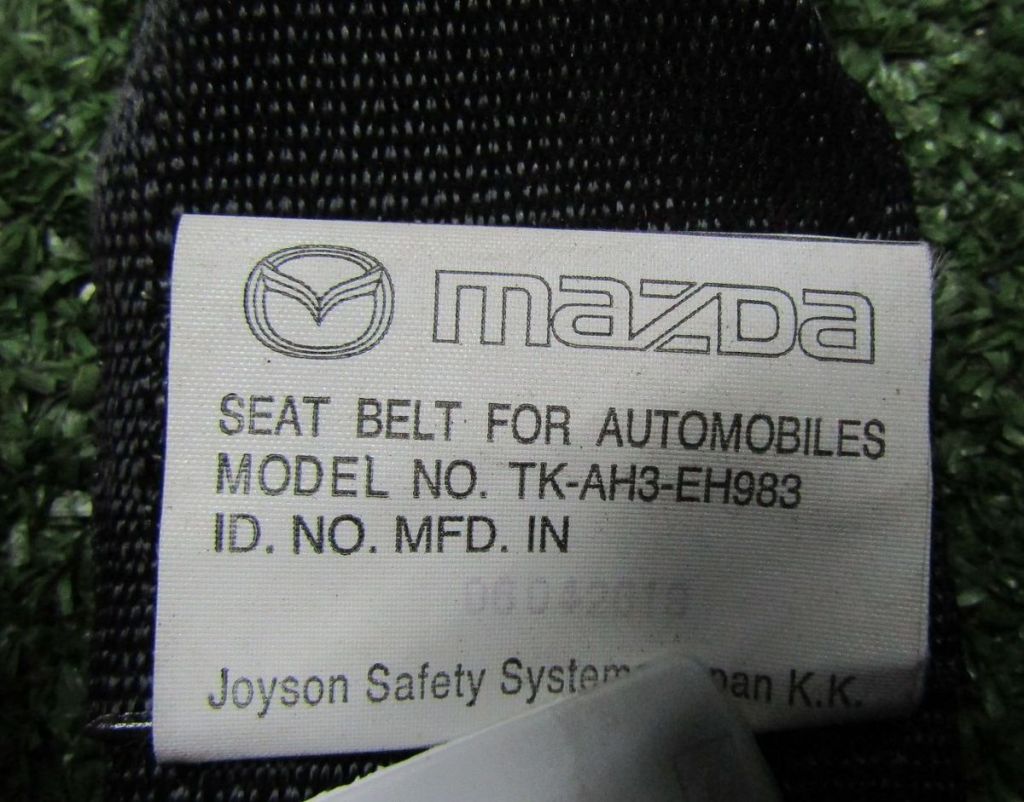 mazda
SEAT BELT FOR AUTOMOBILES
MODEL NO. TK-AH3-EH983
ID. NO. MFD. IN
Joyson Safety K.K.